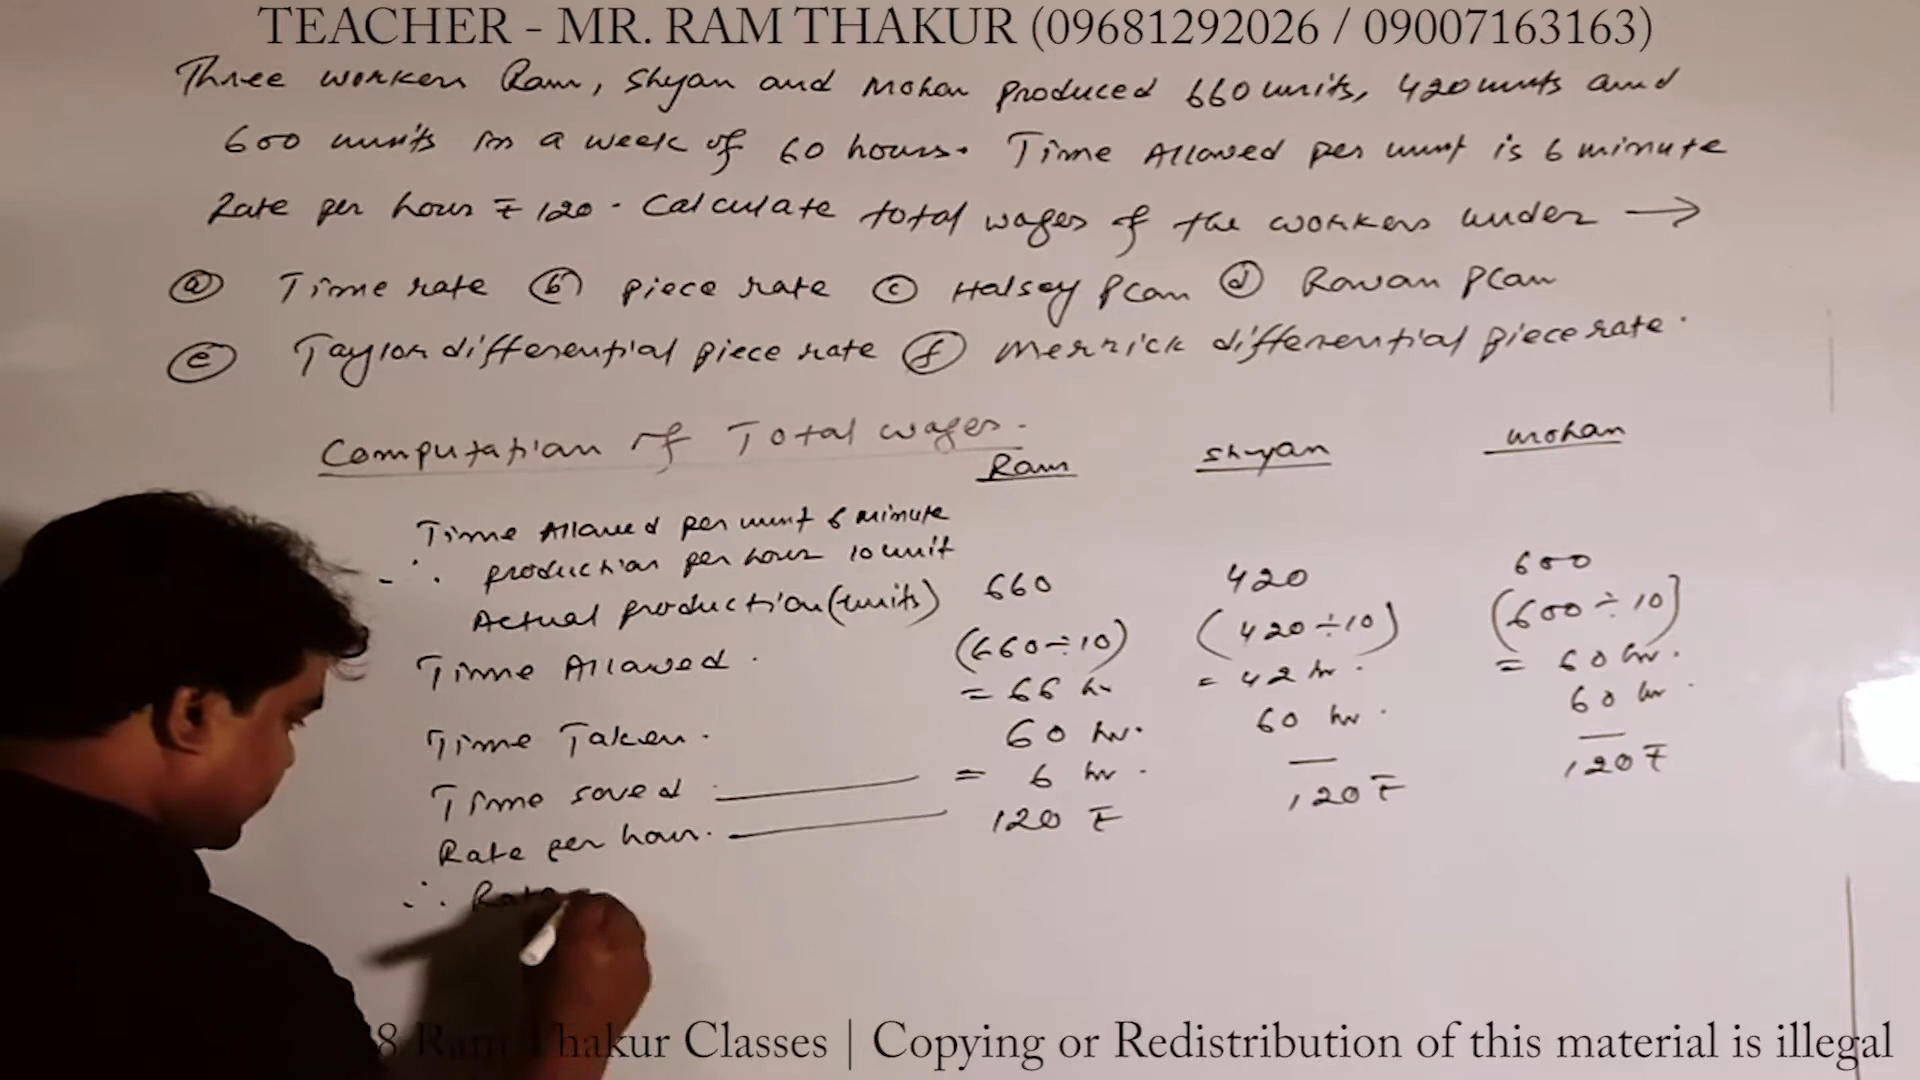 TEACHER - MR. RAM THAKUR (09681292026 / 09007163163)
Three workers Ram, Shyam and Mohan produced 660 units, 420 units and
600 units in a week of 60 hours. Time Allowed per unit is 6 minute
Rate per hour ₹ 120. Calculate total wages of the workers under →
(a) Time rate (b) piece rate (c) Halsey plan (d) Rowan plan
(e) Taylor differential piece rate (f) Merrick differential piece rate.
Computation of Total wages.
Ram Shyam Mohan
Time Allowed per unit 6 minute
∴ production per hour 10 unit
Actual production (units) 660 420 600
Time Allowed. (660÷10) (420÷10) (600÷10)
= 66 hr = 42 hr. = 60 hr.
Time Taken. 60 hr. 60 hr. 60 hr.
Time saved = 6 hr. — —
Rate per hour. 120 ₹ 120 ₹ 120 ₹
∴ Rate
8 Ram Thakur Classes | Copying or Redistribution of this material is illegal